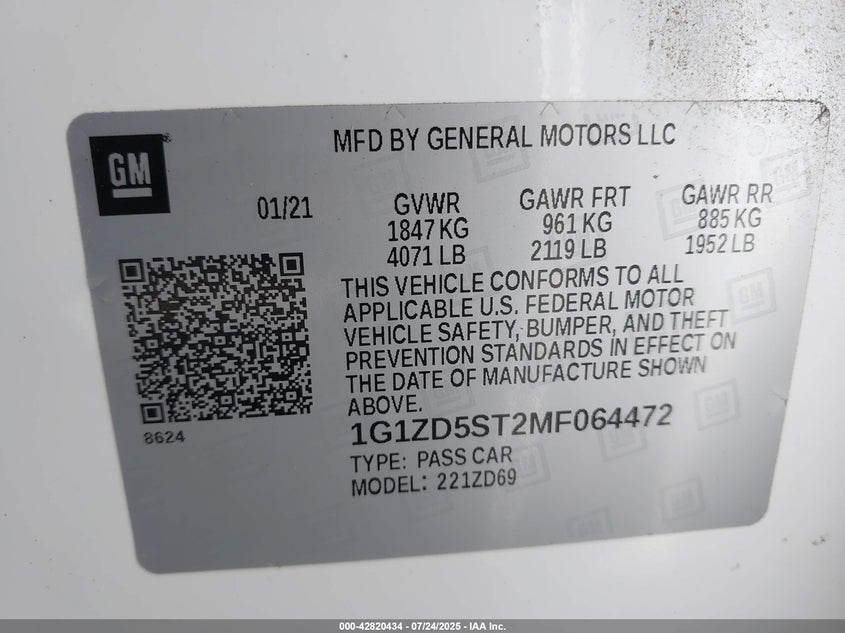 GM
MFD BY GENERAL MOTORS LLC
01/21
GVWR
1847 KG
4071 LB
GAWR FRT
961 KG
2119 LB
GAWR RR
885 KG
1952 LB
THIS VEHICLE CONFORMS TO ALL
APPLICABLE U.S. FEDERAL MOTOR
VEHICLE SAFETY, BUMPER, AND THEFT
PREVENTION STANDARDS IN EFFECT ON
THE DATE OF MANUFACTURE SHOWN
ABOVE.
8624
1G1ZD5ST2MF064472
TYPE: PASS CAR
MODEL: 221ZD69
000-42820434 - 07/24/2025 - IAA Inc.